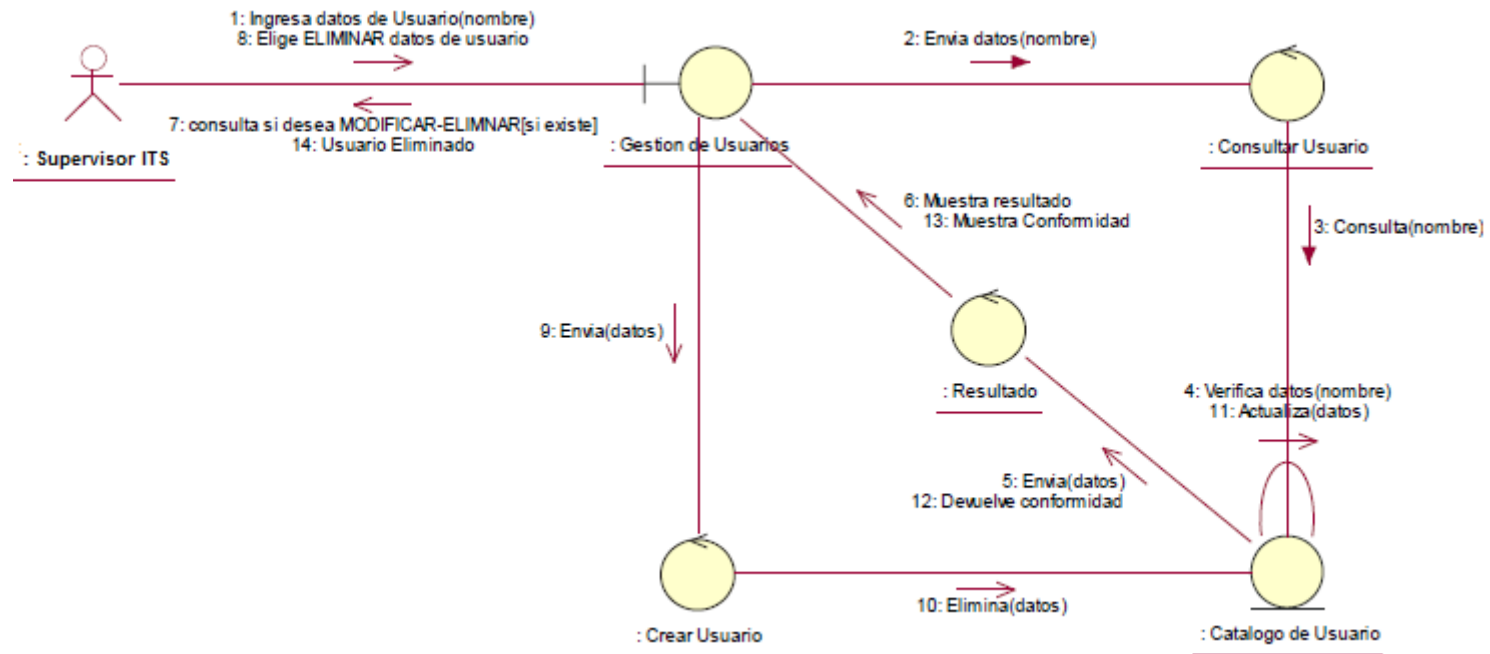 1: Ingresa datos de Usuario(nombre)
8: Elige ELIMINAR datos de usuario
2: Envia datos(nombre)
7: consulta si desea MODIFICAR-ELIMNAR[si existe]
14: Usuario Eliminado
: Supervisor ITS
: Gestion de Usuarios
: Consultar Usuario
6: Muestra resultado
13: Muestra Conformidad
3: Consulta(nombre)
9: Envia(datos)
: Resultado
4: Verifica datos(nombre)
11: Actualiza(datos)
5: Envia(datos)
12: Devuelve conformidad
10: Elimina(datos)
: Crear Usuario
: Catalogo de Usuario